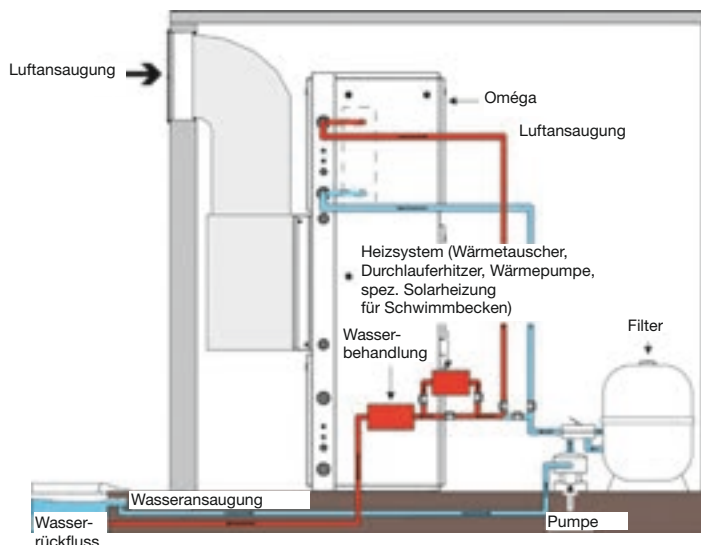 Luftansaugung
Oméga
Luftansaugung
Heizsystem (Wärmetauscher,
Durchlauferhitzer, Wärmepumpe,
spez. Solarheizung
für Schwimmbecken)
Wasser-
behandlung
Filter
Wasseransaugung
Wasser-
rückfluss
Pumpe